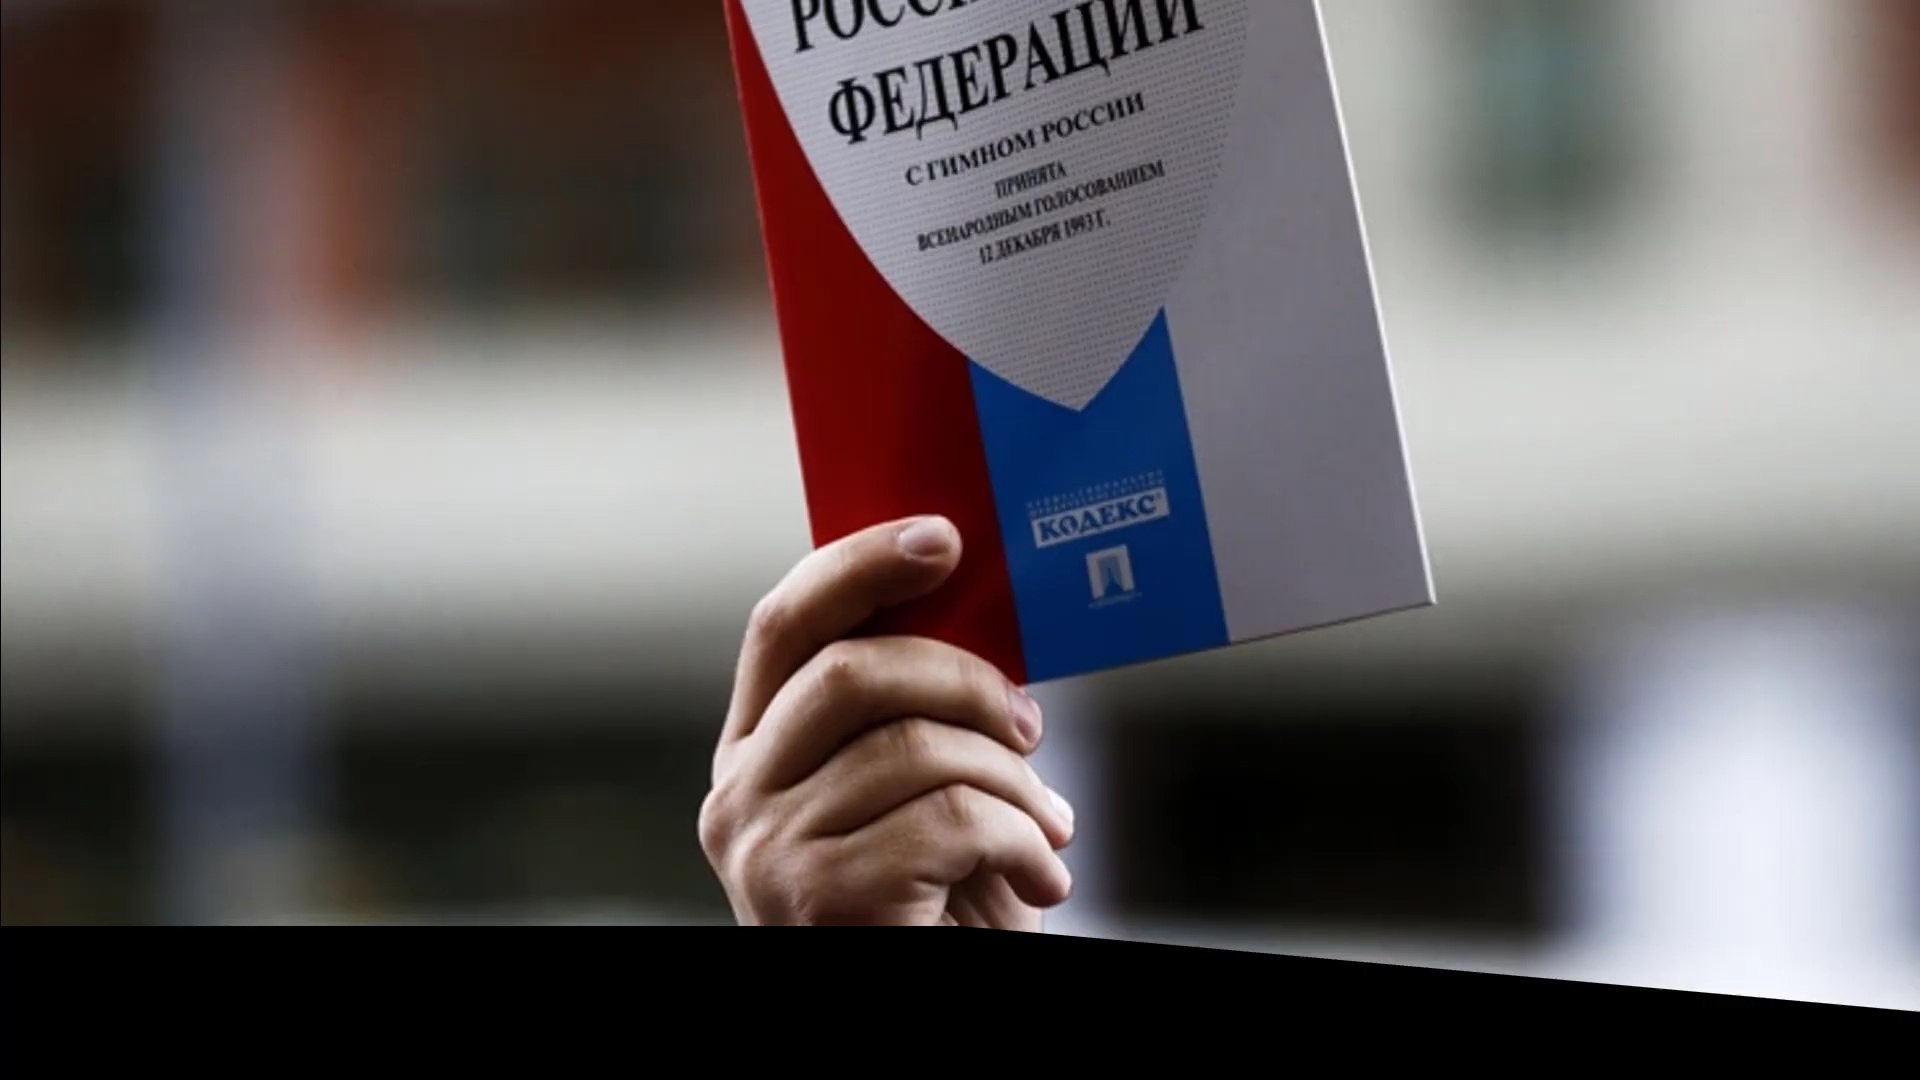 ФЕДЕРАЦИИ
С ГИМНОМ РОССИИ
ПРИНЯТА
ВСЕНАРОДНЫМ ГОЛОСОВАНИЕМ
12 ДЕКАБРЯ 1993 Г.
КОДЕКС®